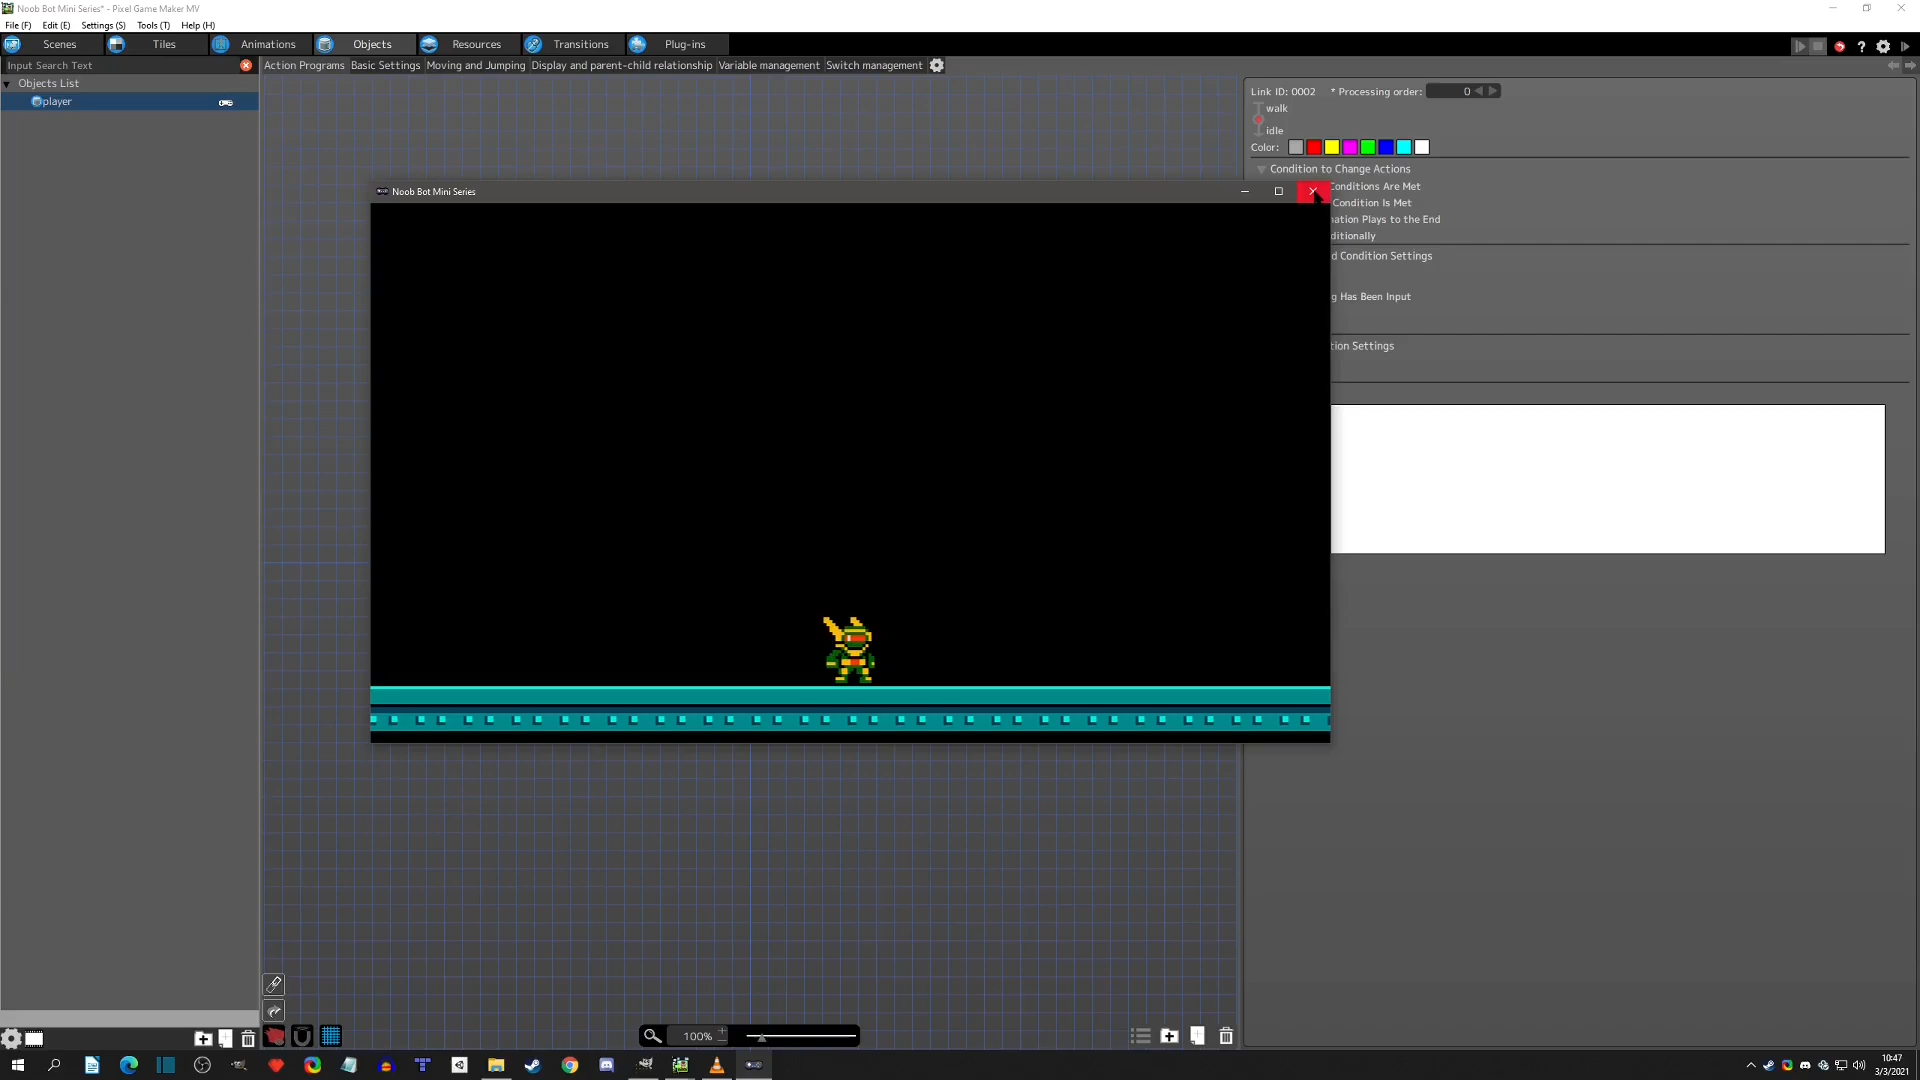 Noob Bot Mini Series* - Pixel Game Maker MV
File (F) Edit (E) Settings (S) Tools (T) Help (H)
Scenes Tiles Animations Objects Resources Transitions Plug-ins
Input Search Text
Action Programs Basic Settings Moving and Jumping Display and parent-child relationship Variable management Switch management
Objects List
player
Link ID: 0002 * Processing order: 0
walk
idle
Color:
Condition to Change Actions
Conditions Are Met
Condition Is Met
nation Plays to the End
ditionally
d Condition Settings
g Has Been Input
tion Settings
Noob Bot Mini Series
100%
10:47
3/3/2021